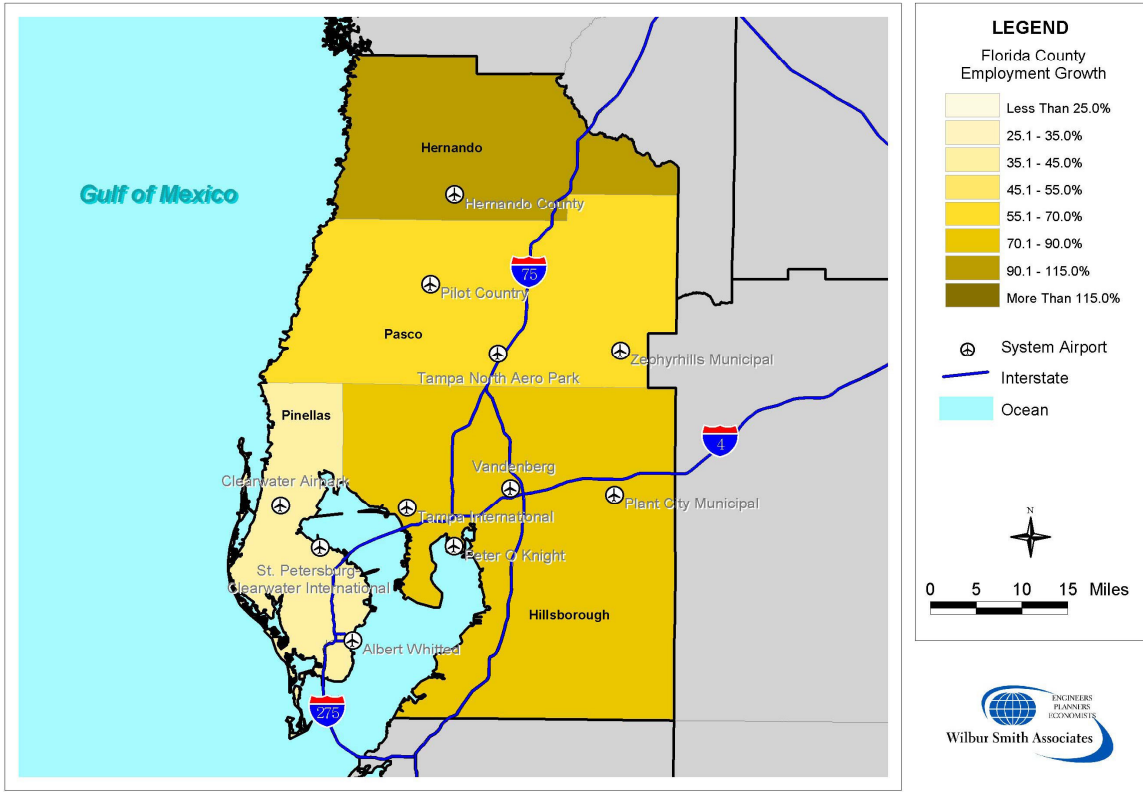 Gulf of Mexico
Hernando
Hernando County
75
Pilot Country
Pasco
Zephyrhills Municipal
Tampa North Aero Park
Pinellas
4
Vandenberg
Clearwater Airpark
Plant City Municipal
Tampa International
Peter O Knight
St. Petersburg-
Clearwater International
Hillsborough
Albert Whitted
275
LEGEND
Florida County
Employment Growth
Less Than 25.0%
25.1 - 35.0%
35.1 - 45.0%
45.1 - 55.0%
55.1 - 70.0%
70.1 - 90.0%
90.1 - 115.0%
More Than 115.0%
System Airport
Interstate
Ocean
N
0 5 10 15 Miles
ENGINEERS
PLANNERS
ECONOMISTS
Wilbur Smith Associates